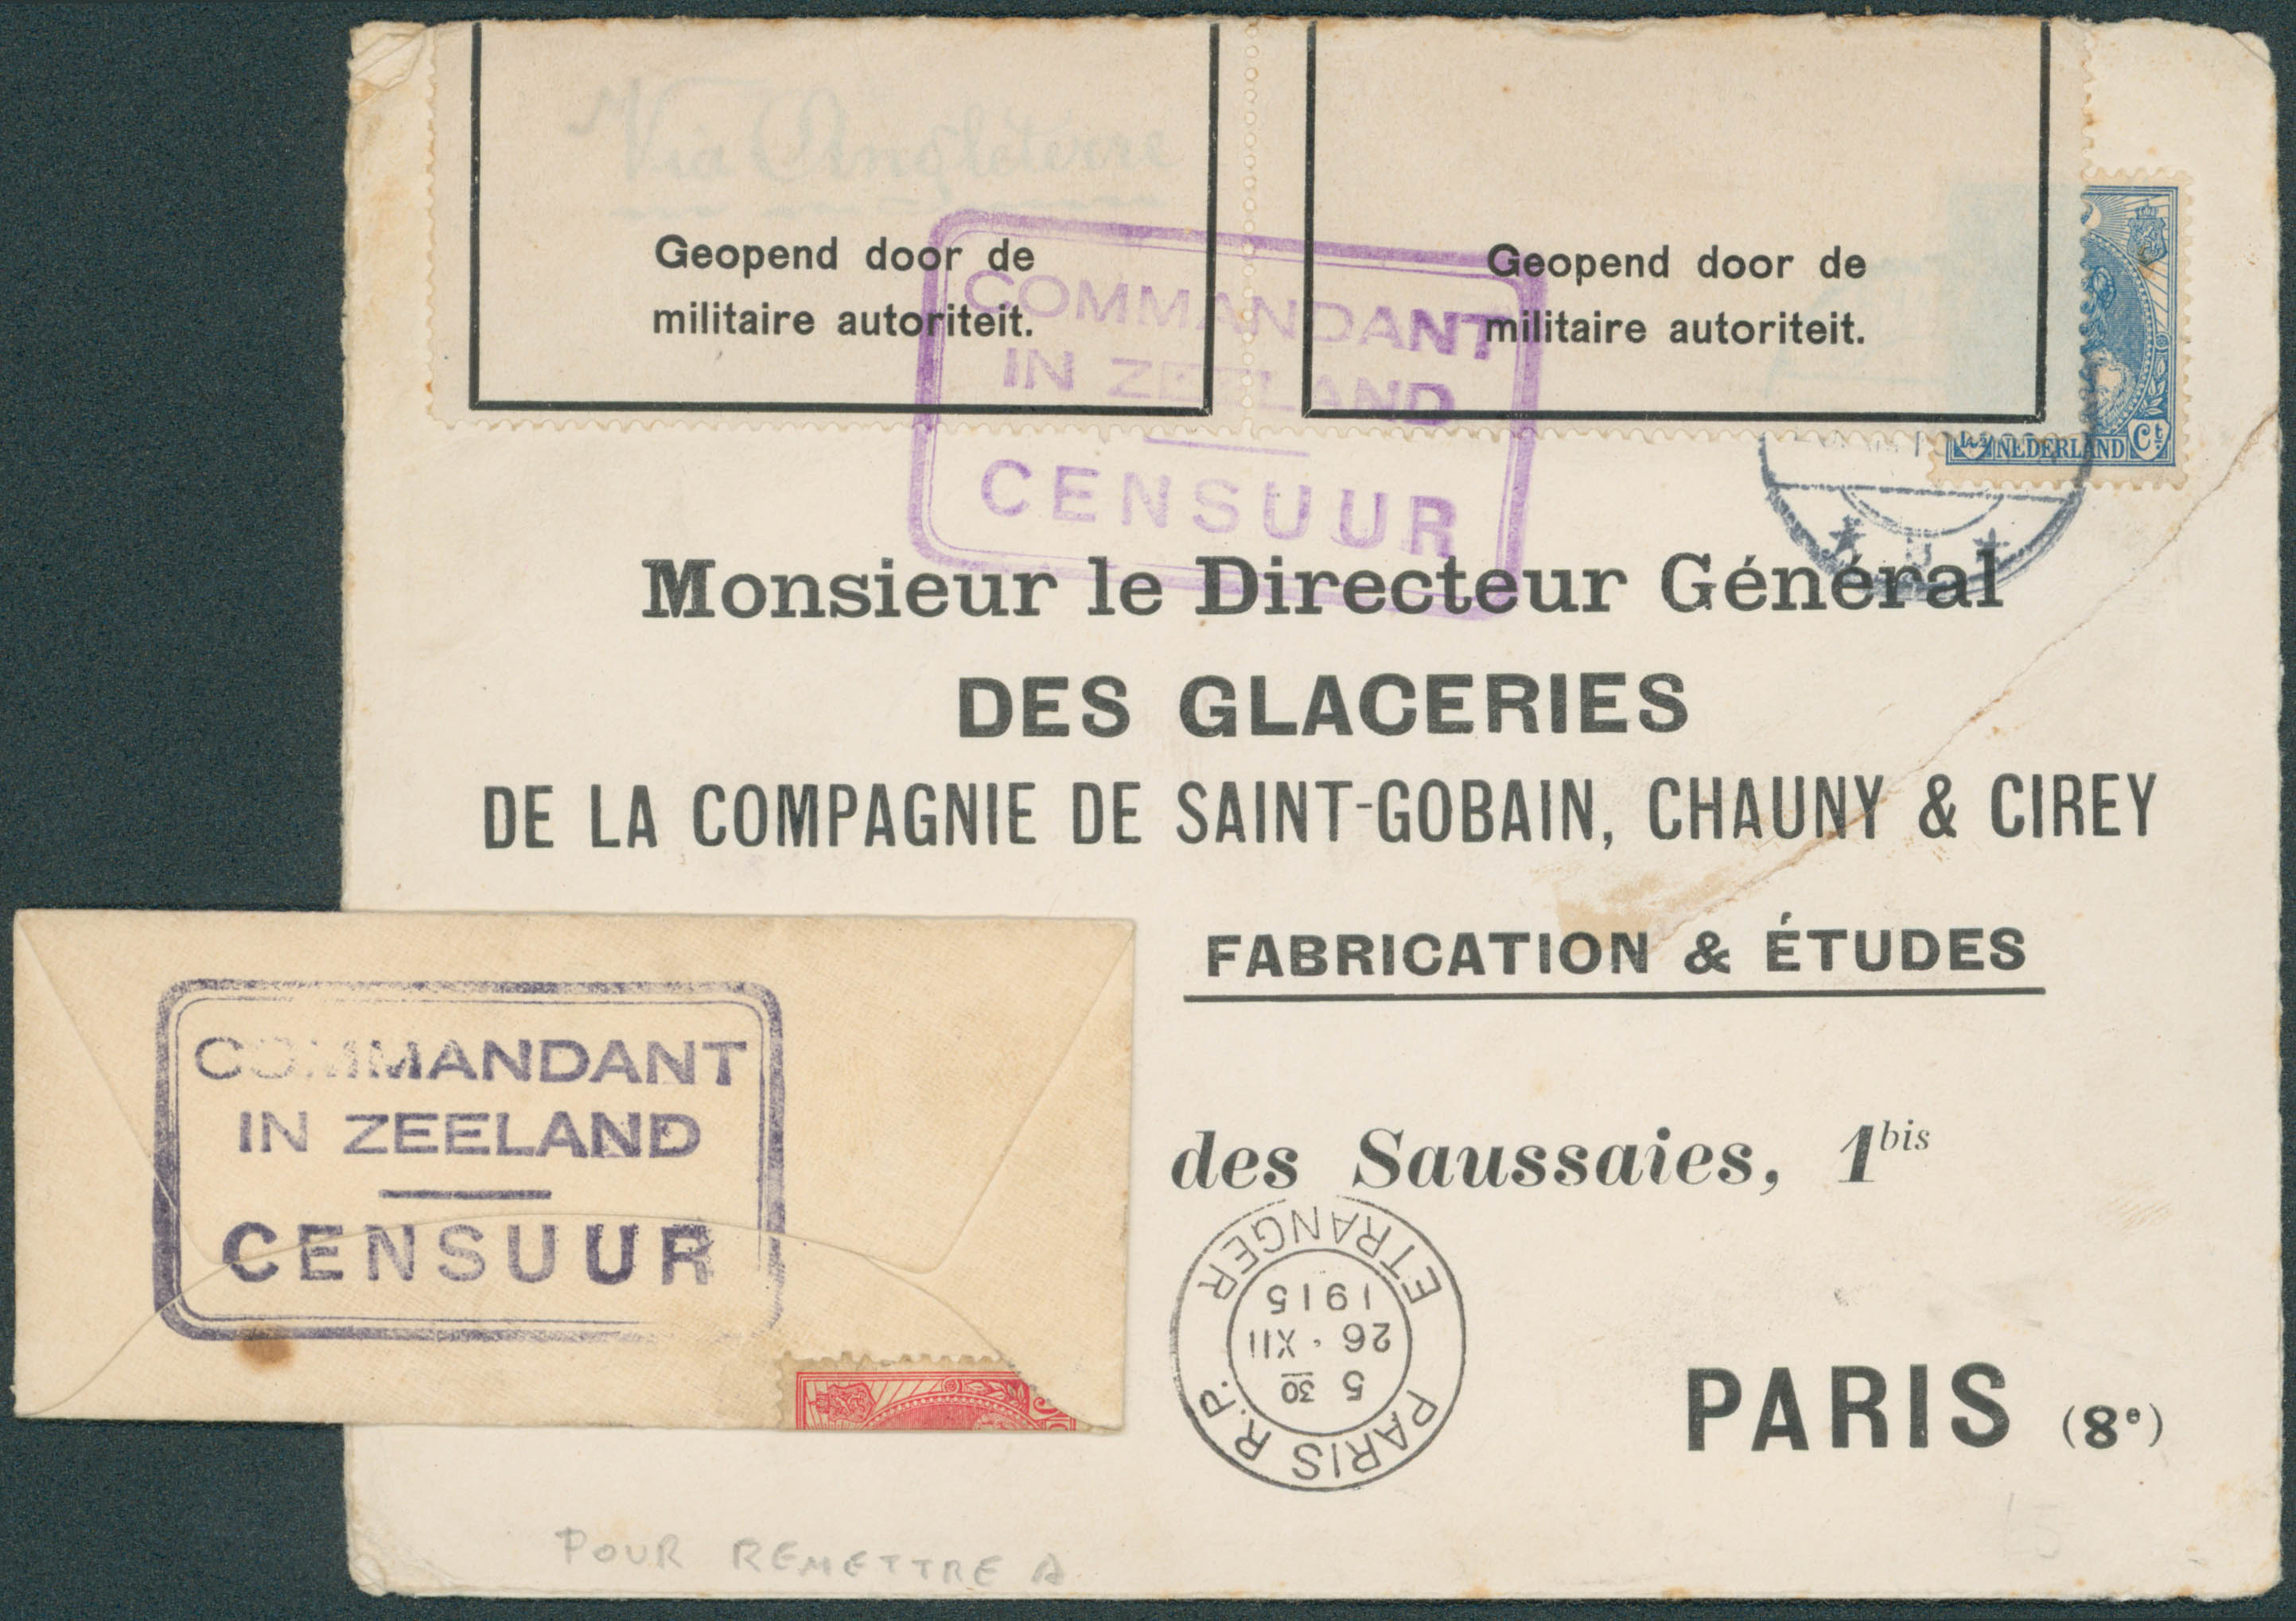 Via Angleterre
Geopend door de
militaire autoriteit.
Geopend door de
militaire autoriteit.
COMMANDANT
IN ZEELAND
CENSUUR
12½ NEDERLAND Ct
Monsieur le Directeur Général
DES GLACERIES
DE LA COMPAGNIE DE SAINT-GOBAIN, CHAUNY & CIREY
FABRICATION & ÉTUDES
des Saussaies, 1bis
COMMANDANT
IN ZEELAND
CENSUUR
PARIS R.P.
5 30
26 · XII
1915
ETRANGER
PARIS (8e)
POUR REMETTRE A